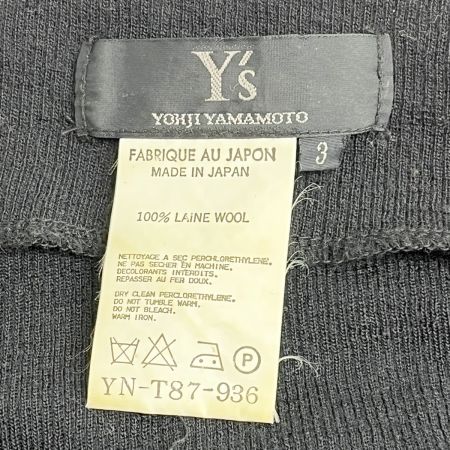 Y's
YOHJI YAMAMOTO
3
FABRIQUE AU JAPON
MADE IN JAPAN
100% LAINE WOOL
NETTOYAGE A SEC PERCHLORETHYLENE.
NE PAS SECHER EN MACHINE.
DECOLORANTS INTERDITS.
REPASSER AU FER DOUX.
DRY CLEAN PERCLORETHYLENE.
DO NOT TUMBLE WARM.
DO NOT BLEACH.
WARM IRON.
P
YN-T87-936